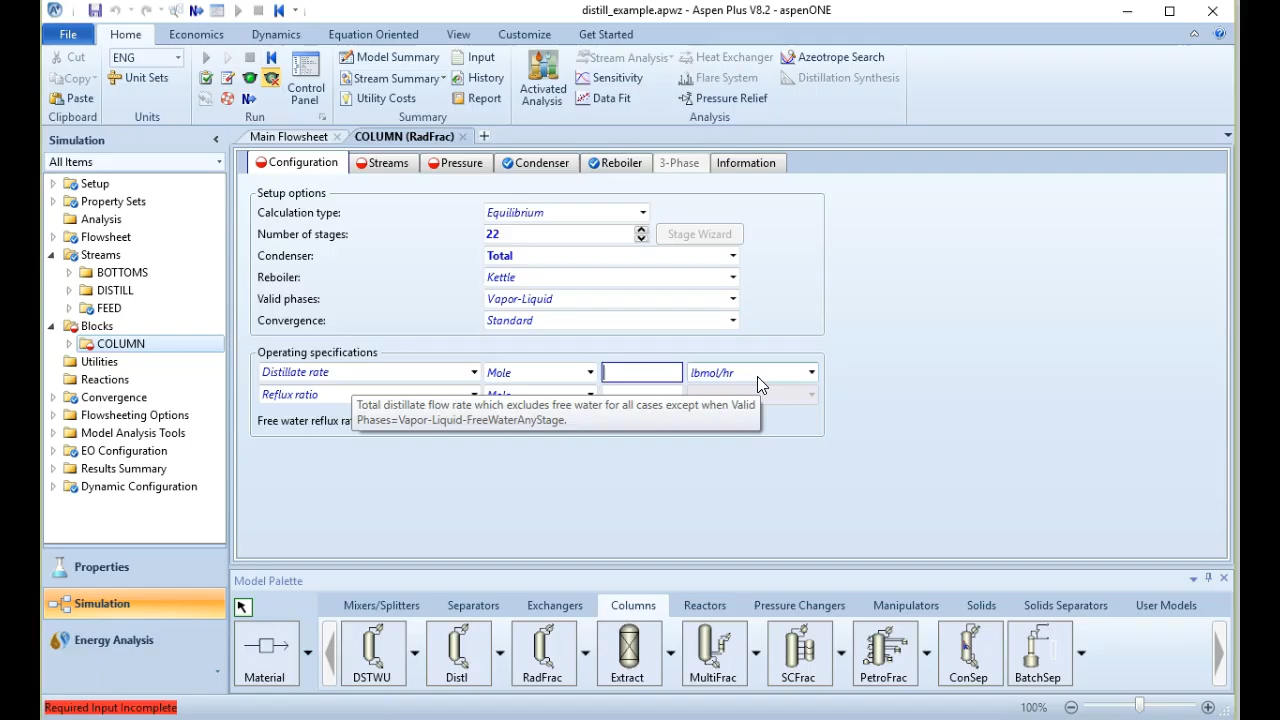 distill_example.apwz - Aspen Plus V8.2 - aspenONE
File Home Economics Dynamics Equation Oriented View Customize Get Started
Cut ENG Model Summary Input Stream Analysis Heat Exchanger Azeotrope Search
Copy Unit Sets Stream Summary History Sensitivity Flare System Distillation Synthesis
Paste Control Panel Utility Costs Report Activated Analysis Data Fit Pressure Relief
Clipboard Units Run Summary Analysis
Simulation
All Items
Setup
Property Sets
Analysis
Flowsheet
Streams
BOTTOMS
DISTILL
FEED
Blocks
COLUMN
Utilities
Reactions
Convergence
Flowsheeting Options
Model Analysis Tools
EO Configuration
Results Summary
Dynamic Configuration
Properties
Simulation
Energy Analysis
Main Flowsheet COLUMN (RadFrac)
Configuration Streams Pressure Condenser Reboiler 3-Phase Information
Setup options
Calculation type: Equilibrium
Number of stages: 22 Stage Wizard
Condenser: Total
Reboiler: Kettle
Valid phases: Vapor-Liquid
Convergence: Standard
Operating specifications
Distillate rate Mole lbmol/hr
Reflux ratio
Total distillate flow rate which excludes free water for all cases except when Valid
Phases=Vapor-Liquid-FreeWaterAnyStage.
Free water reflux
Model Palette
Mixers/Splitters Separators Exchangers Columns Reactors Pressure Changers Manipulators Solids Solids Separators User Models
Material DSTWU Distl RadFrac Extract MultiFrac SCFrac PetroFrac ConSep BatchSep
Required Input Incomplete 100%